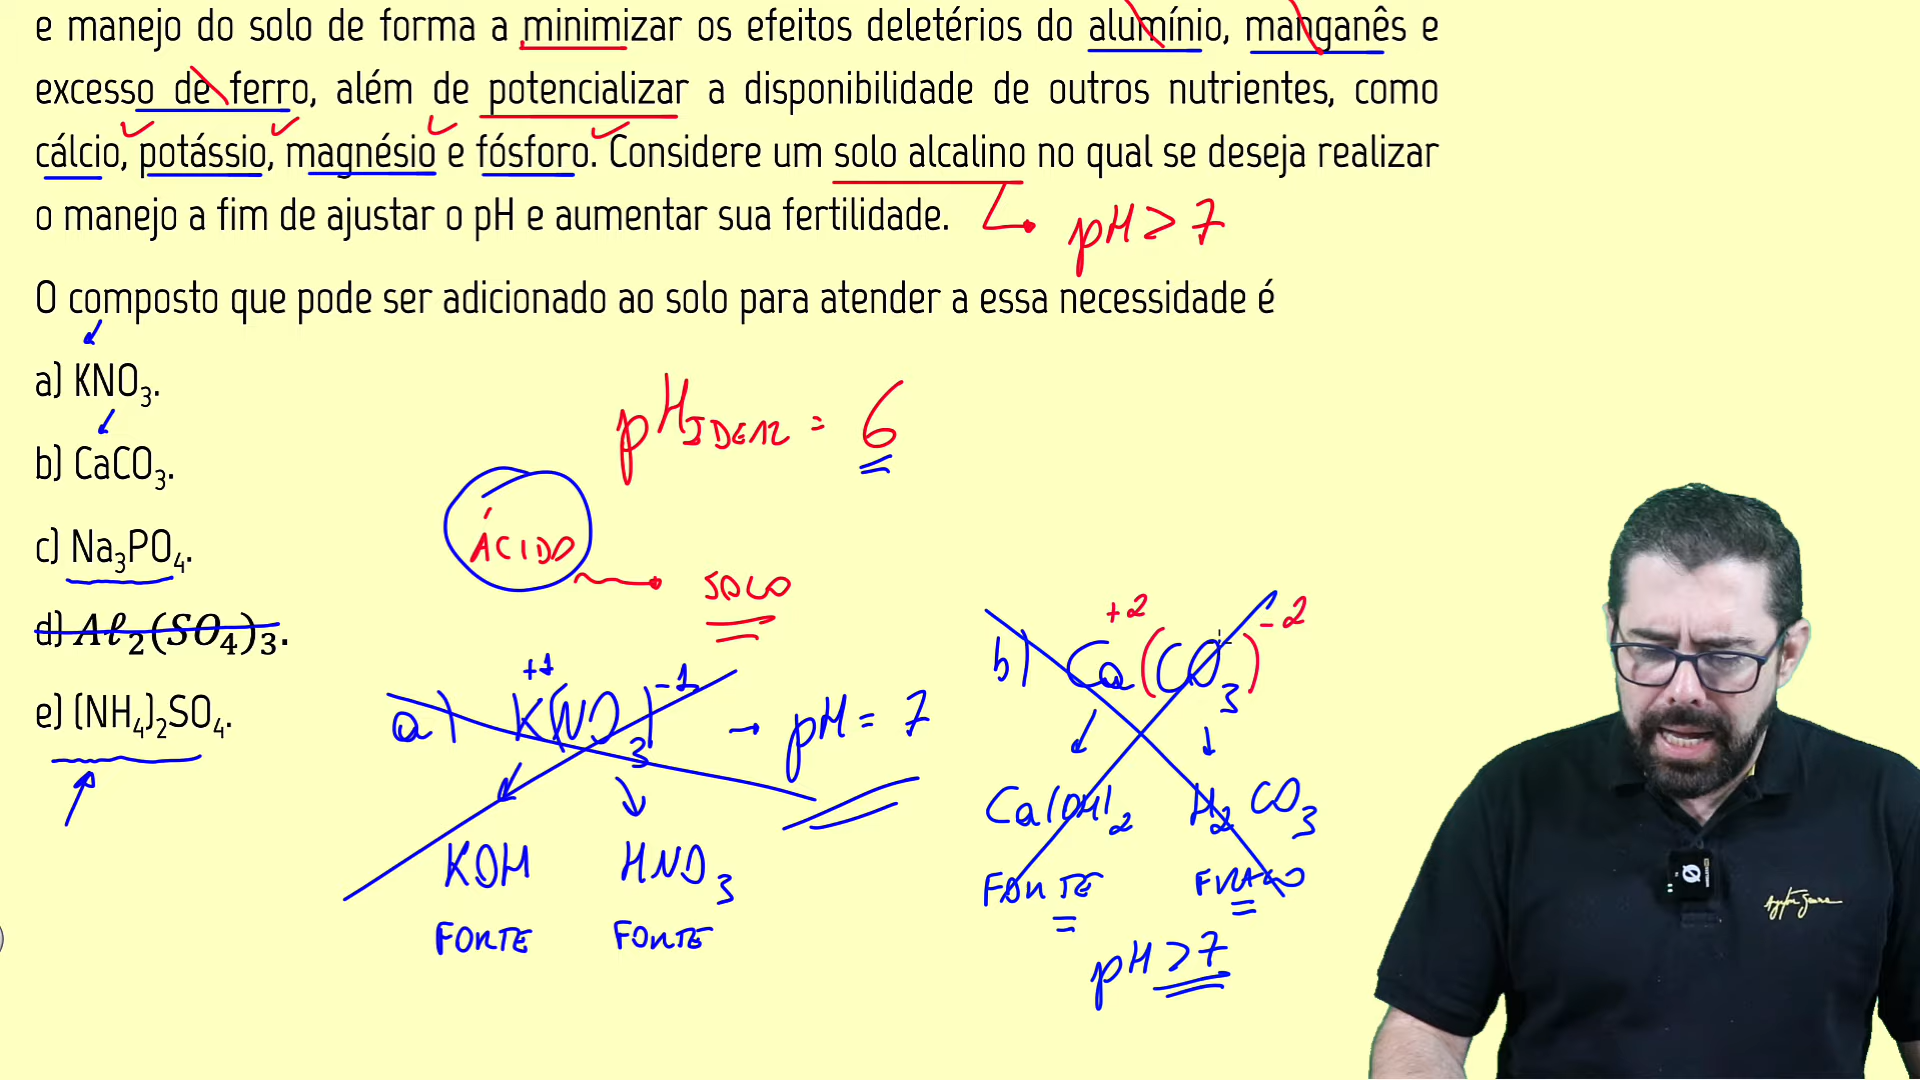 e manejo do solo de forma a minimizar os efeitos deletérios do alumínio, manganês e
excesso de ferro, além de potencializar a disponibilidade de outros nutrientes, como
cálcio, potássio, magnésio e fósforo. Considere um solo alcalino no qual se deseja realizar
o manejo a fim de ajustar o pH e aumentar sua fertilidade.
pH > 7
O composto que pode ser adicionado ao solo para atender a essa necessidade é
a) KNO₃.
b) CaCO₃.
c) Na₃PO₄.
d) Aℓ₂(SO₄)₃.
e) (NH₄)₂SO₄.
pH IDEAL = 6
ÁCIDO
SOLO
a) K(NO₃)
+1 -1
→ pH = 7
KOH HNO₃
FORTE FORTE
b) Ca(CO₃)
+2 -2
Ca(OH)₂ H₂CO₃
FORTE FRACO
pH > 7